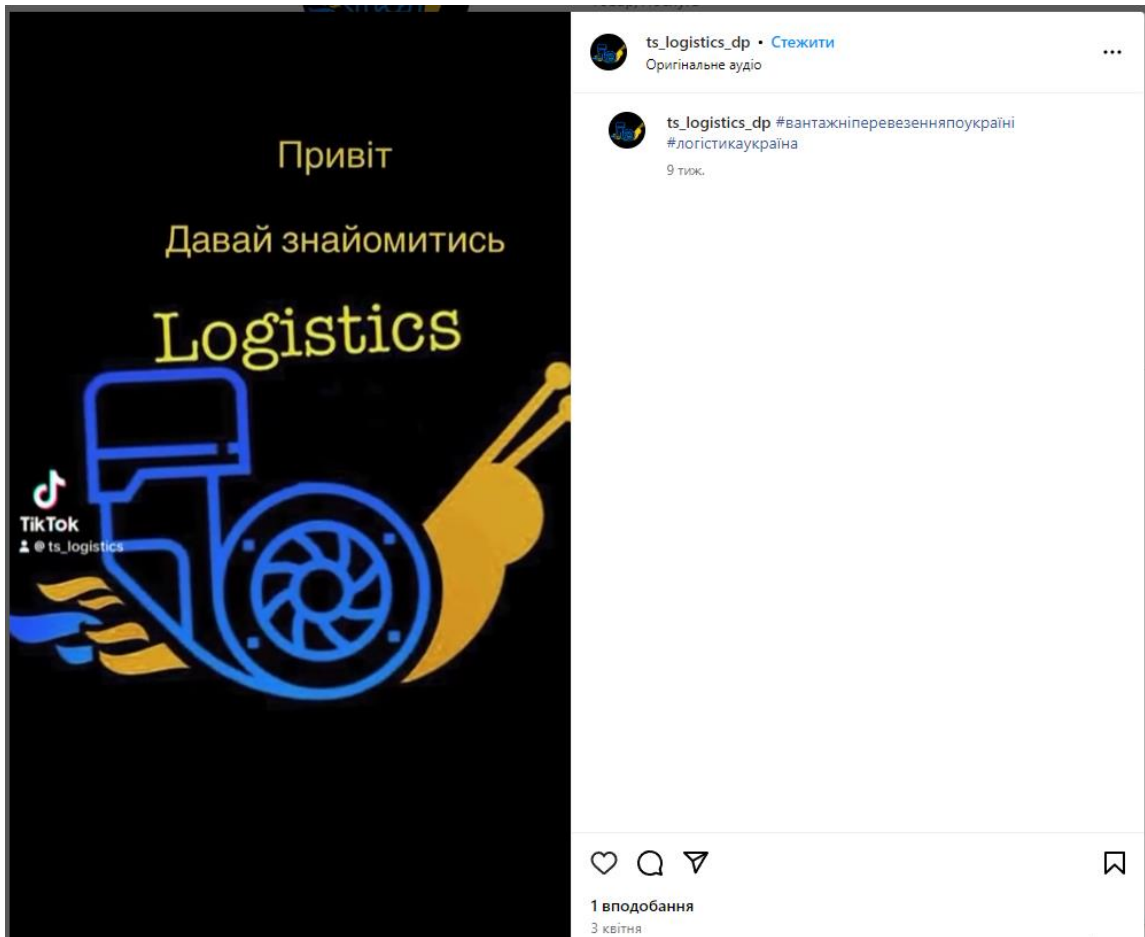 Привіт
Давай знайомитись
Logistics
TikTok
@ ts_logistics
ts_logistics_dp • Стежити
Оригінальне аудіо
ts_logistics_dp #вантажніперевезенняпоукраїні
#логістикаукраїна
9 тиж.
1 вподобання
3 квітня